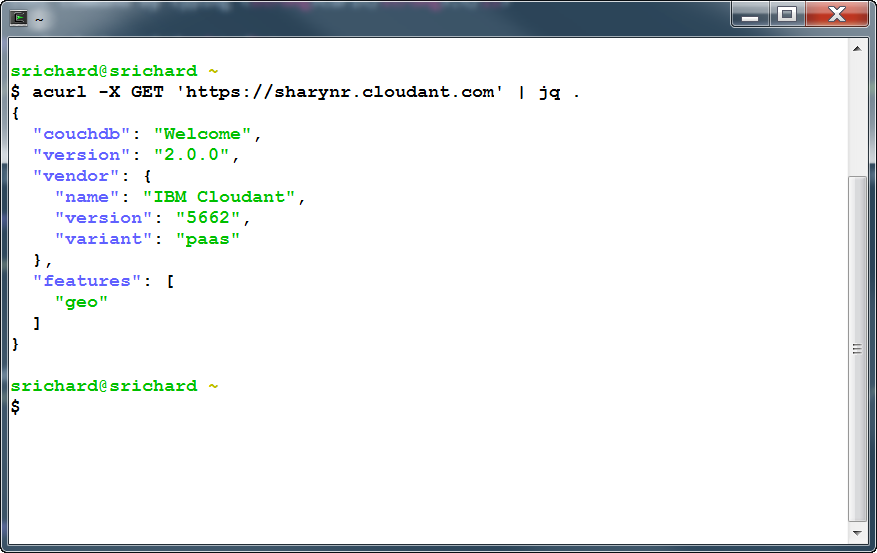 ~
srichard@srichard ~
$ acurl -X GET 'https://sharynr.cloudant.com' | jq .
{
  "couchdb": "Welcome",
  "version": "2.0.0",
  "vendor": {
    "name": "IBM Cloudant",
    "version": "5662",
    "variant": "paas"
  },
  "features": [
    "geo"
  ]
}
srichard@srichard ~
$